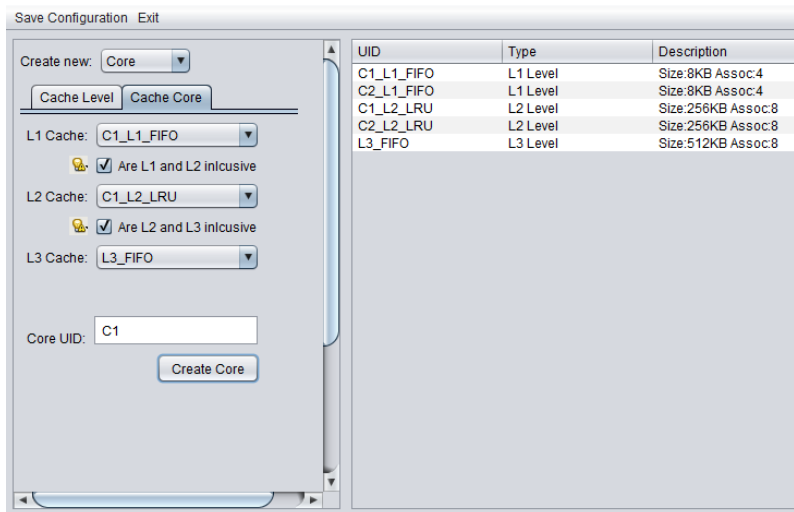 Save Configuration Exit
Create new: Core
Cache Level Cache Core
L1 Cache: C1_L1_FIFO
Are L1 and L2 inlcusive
L2 Cache: C1_L2_LRU
Are L2 and L3 inlcusive
L3 Cache: L3_FIFO
Core UID: C1
Create Core
UID Type Description
C1_L1_FIFO L1 Level Size:8KB Assoc:4
C2_L1_FIFO L1 Level Size:8KB Assoc:4
C1_L2_LRU L2 Level Size:256KB Assoc:8
C2_L2_LRU L2 Level Size:256KB Assoc:8
L3_FIFO L3 Level Size:512KB Assoc:8